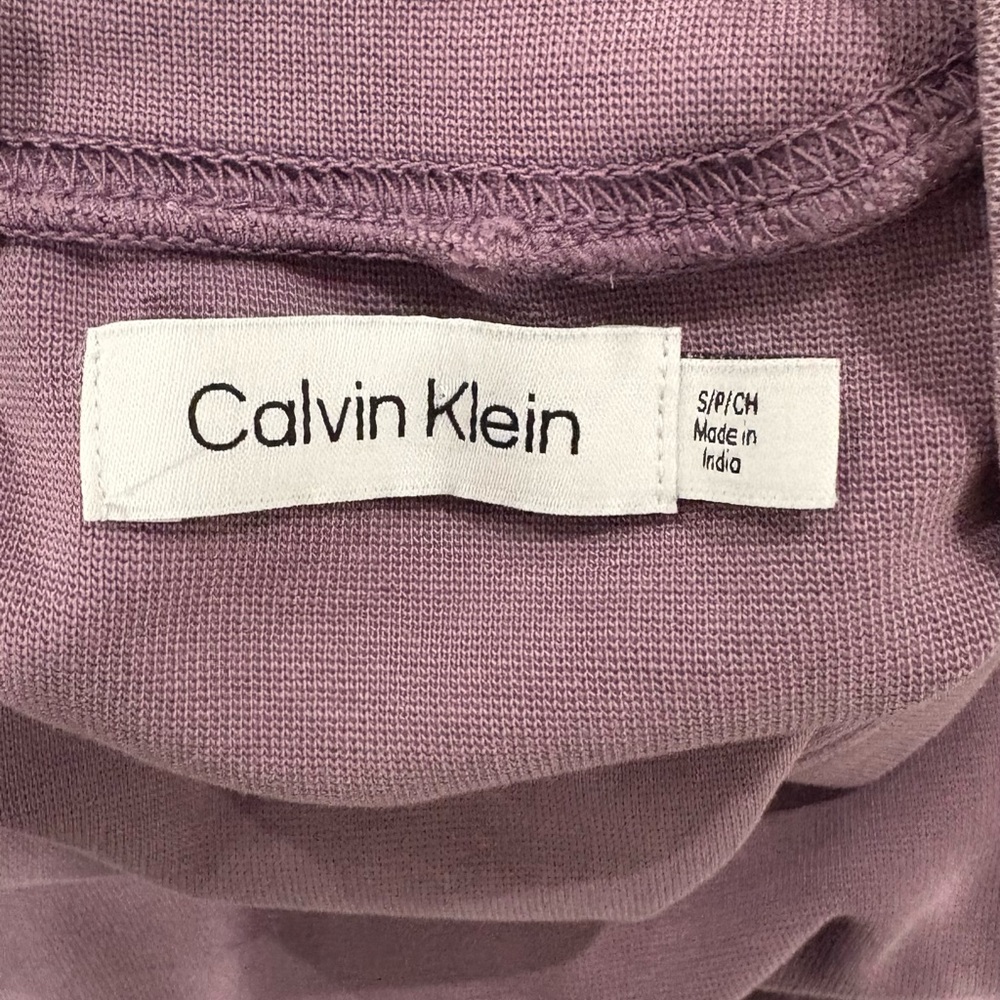 Calvin Klein
S/P/CH
Made in
India